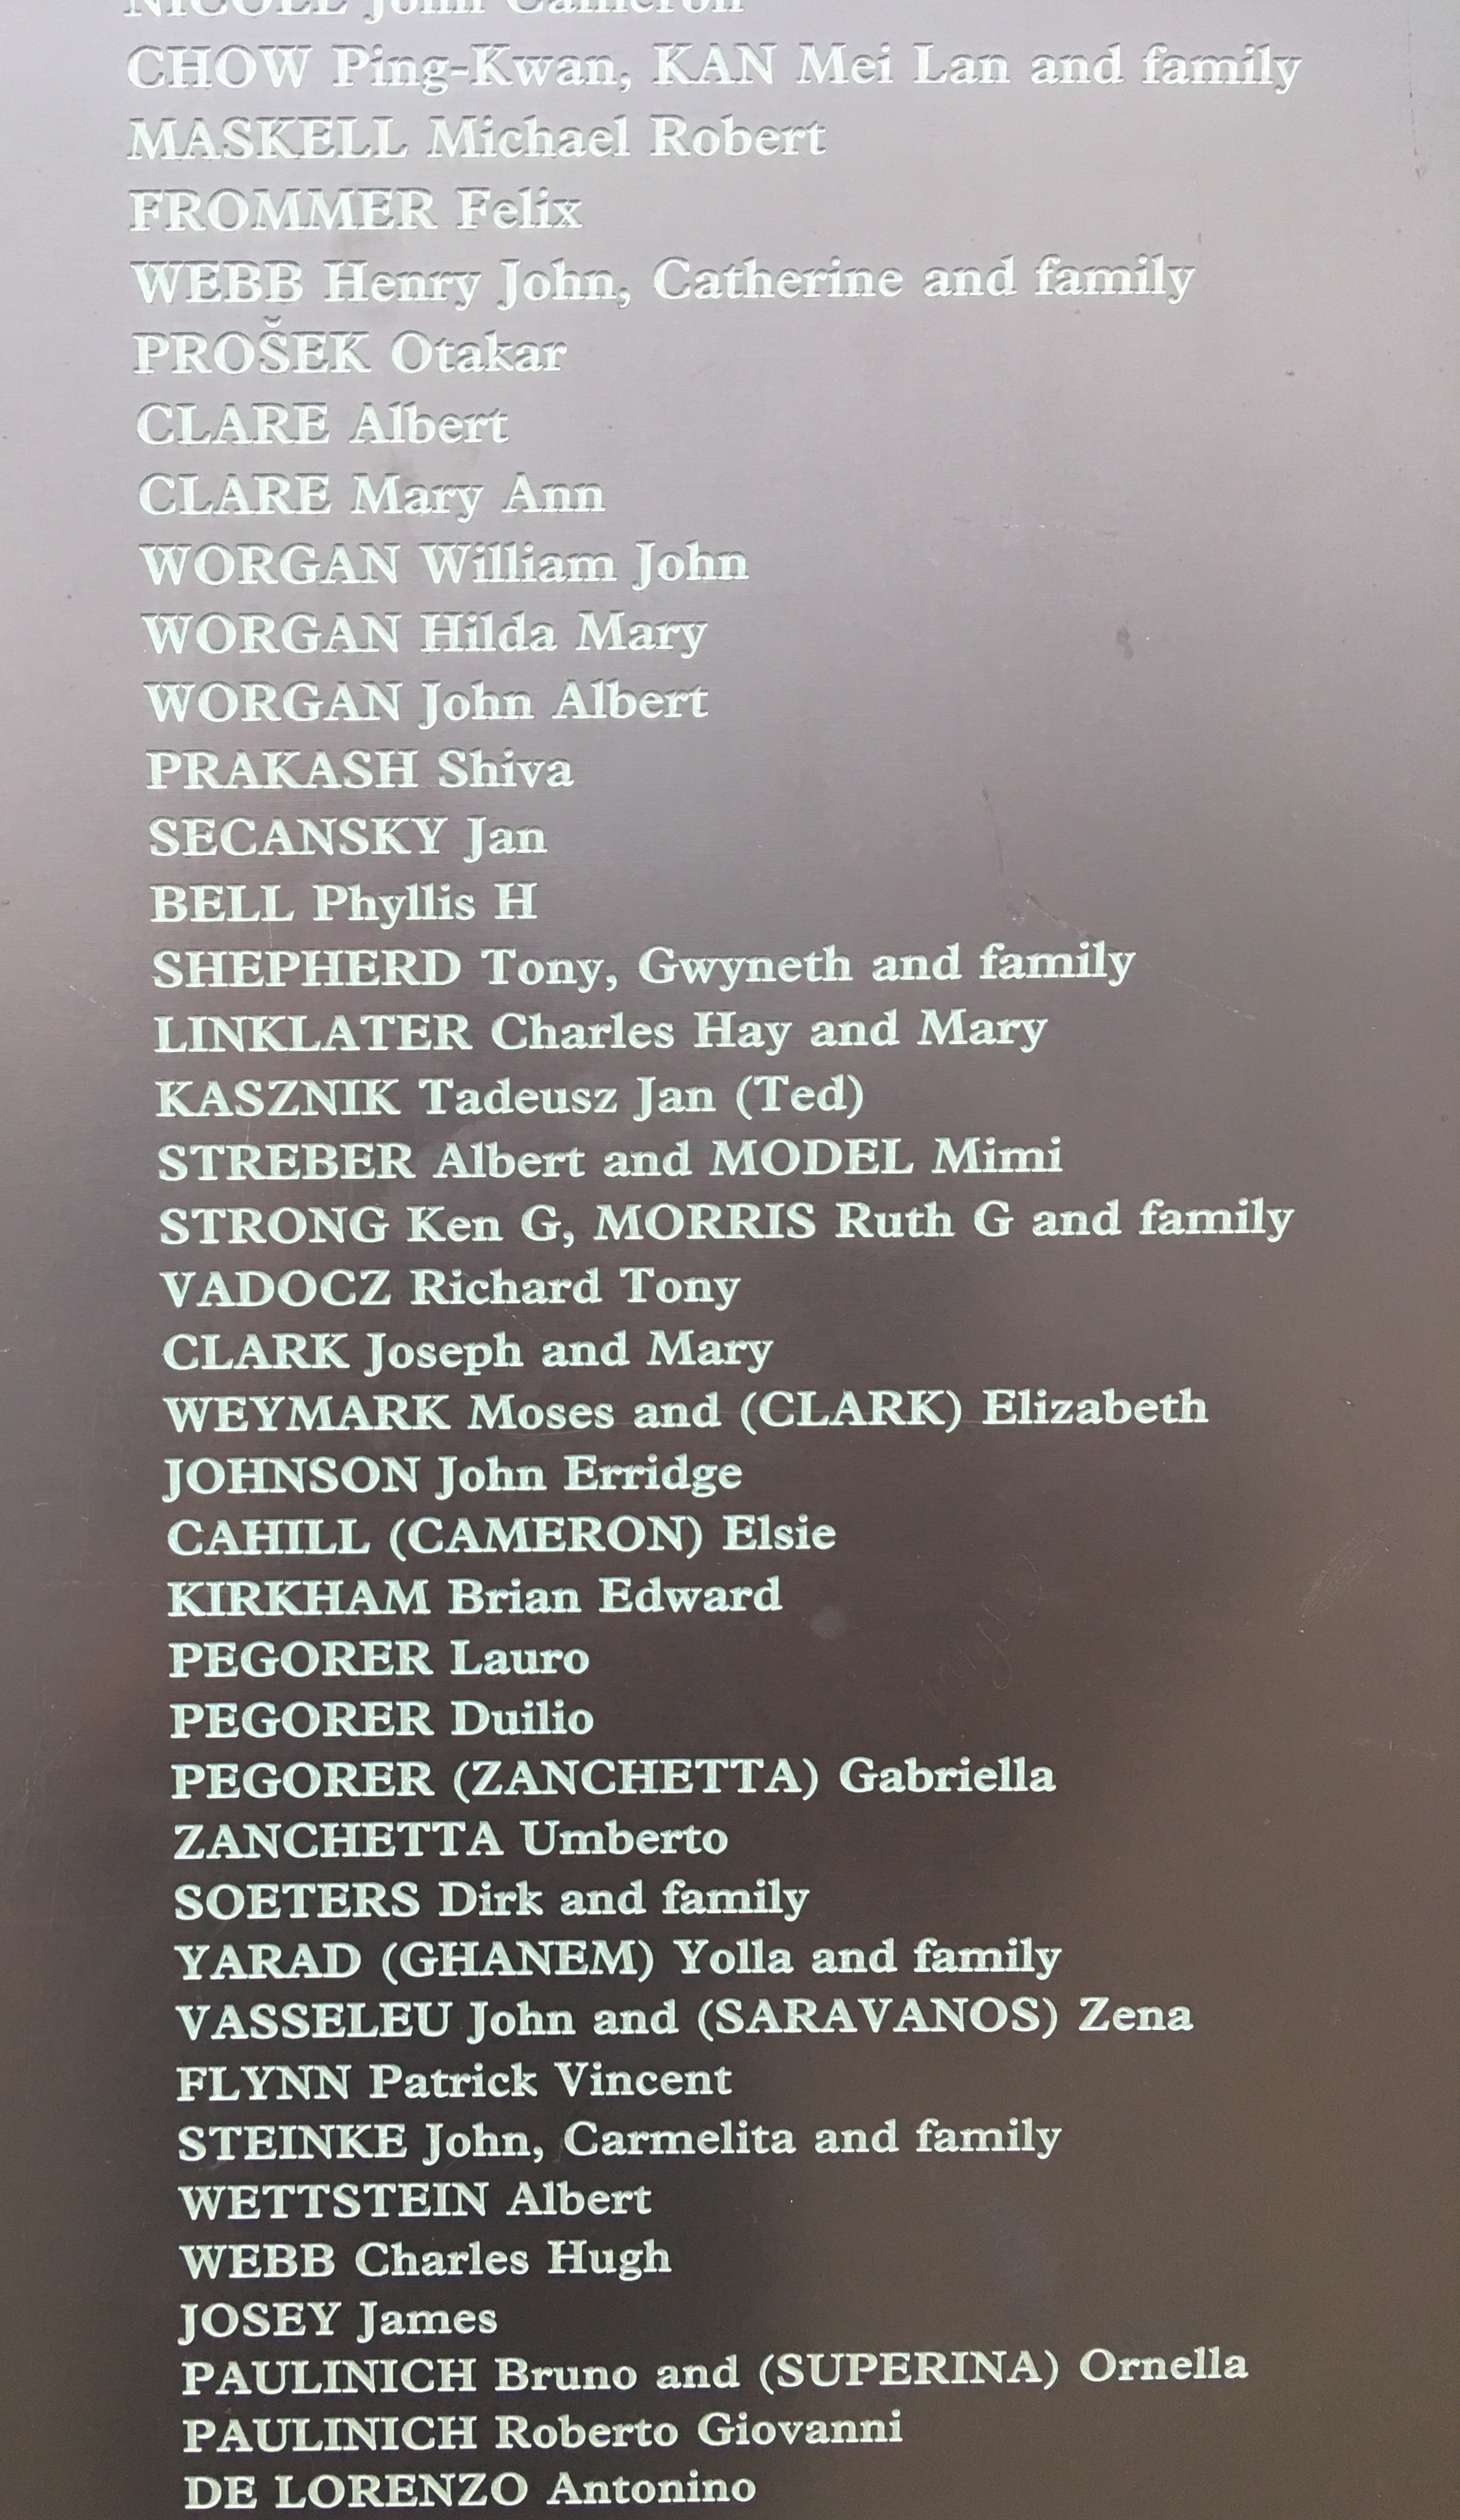 NICOLL John Cameron
CHOW Ping-Kwan, KAN Mei Lan and family
MASKELL Michael Robert
FROMMER Felix
WEBB Henry John, Catherine and family
PROŠEK Otakar
CLARE Albert
CLARE Mary Ann
WORGAN William John
WORGAN Hilda Mary
WORGAN John Albert
PRAKASH Shiva
SECANSKY Jan
BELL Phyllis H
SHEPHERD Tony, Gwyneth and family
LINKLATER Charles Hay and Mary
KASZNIK Tadeusz Jan (Ted)
STREBER Albert and MODEL Mimi
STRONG Ken G, MORRIS Ruth G and family
VADOCZ Richard Tony
CLARK Joseph and Mary
WEYMARK Moses and (CLARK) Elizabeth
JOHNSON John Erridge
CAHILL (CAMERON) Elsie
KIRKHAM Brian Edward
PEGORER Lauro
PEGORER Duilio
PEGORER (ZANCHETTA) Gabriella
ZANCHETTA Umberto
SOETERS Dirk and family
YARAD (GHANEM) Yolla and family
VASSELEU John and (SARAVANOS) Zena
FLYNN Patrick Vincent
STEINKE John, Carmelita and family
WETTSTEIN Albert
WEBB Charles Hugh
JOSEY James
PAULINICH Bruno and (SUPERINA) Ornella
PAULINICH Roberto Giovanni
DE LORENZO Antonino